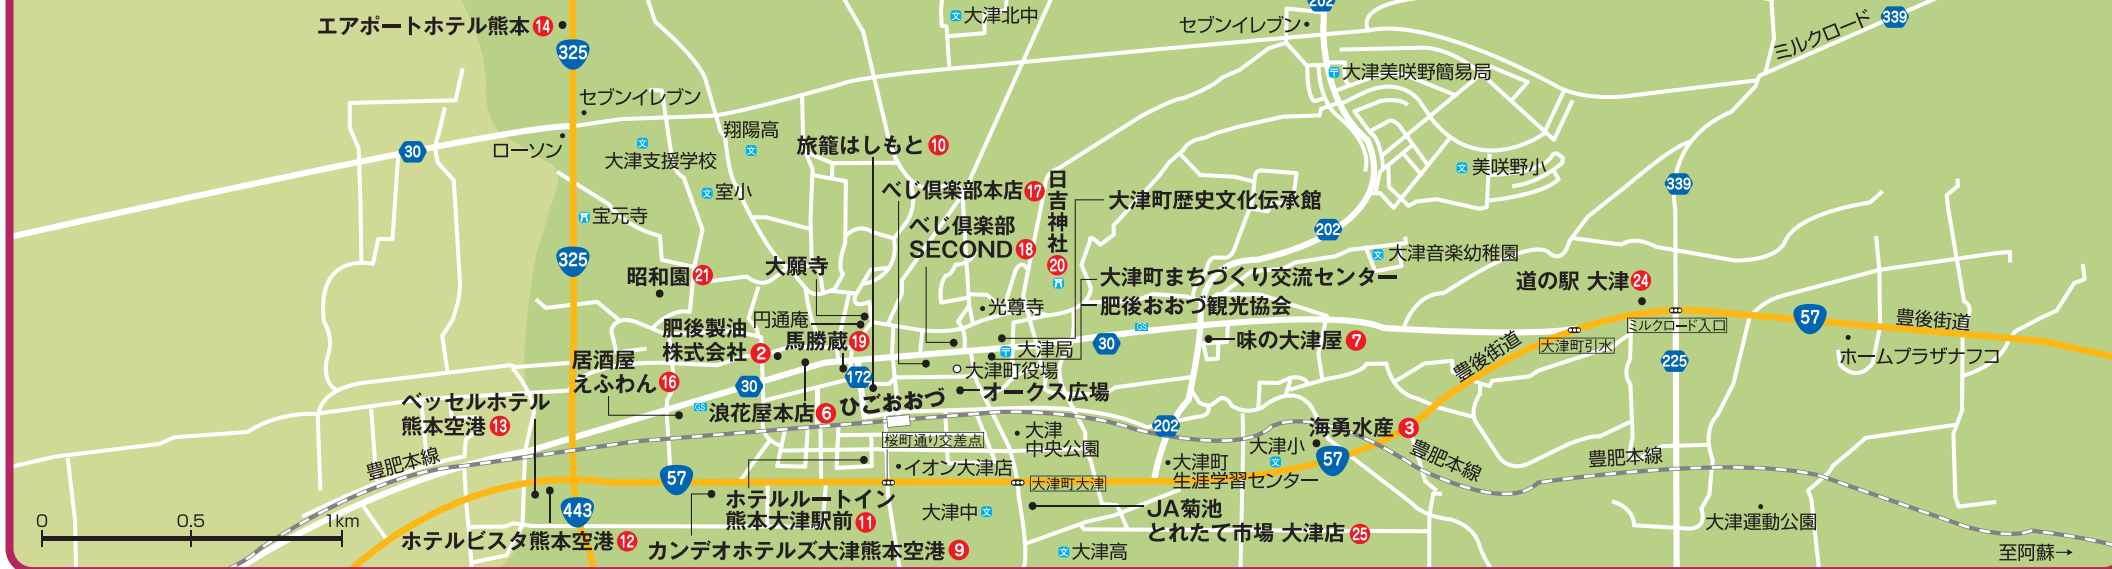 エアポートホテル熊本 14
大津北中
セブンイレブン
202
339
ミルクロード
325
大津美咲野簡易局
セブンイレブン
翔陽高
ローソン
30
大津支援学校
旅籠はしもと 10
美咲野小
室小
べじ倶楽部本店 17
日吉神社 20
大津町歴史文化伝承館
339
宝元寺
べじ倶楽部
SECOND 18
202
大津音楽幼稚園
325
昭和園 21
大願寺
大津町まちづくり交流センター
道の駅 大津 24
円通庵
光尊寺
肥後おおづ観光協会
GS
57
豊後街道
ミルクロード入口
肥後製油
株式会社 2
馬勝蔵 19
大津局
30
味の大津屋 7
豊後街道
大津町引水
225
ホームプラザナフコ
居酒屋
えふわん 16
30
172
大津町役場
オークス広場
ベッセルホテル
熊本空港 13
GS
浪花屋本店 6
ひごおおづ
202
海勇水産 3
桜町通り交差点
大津
中央公園
大津小
豊肥本線
豊肥本線
豊肥本線
57
イオン大津店
大津町
生涯学習センター
57
大津町大津
443
ホテルルートイン
熊本大津駅前 11
大津中
JA菊池
とれたて市場 大津店 25
大津運動公園
0 0.5 1km
ホテルビスタ熊本空港 12
カンデオホテルズ大津熊本空港 9
大津高
至阿蘇→